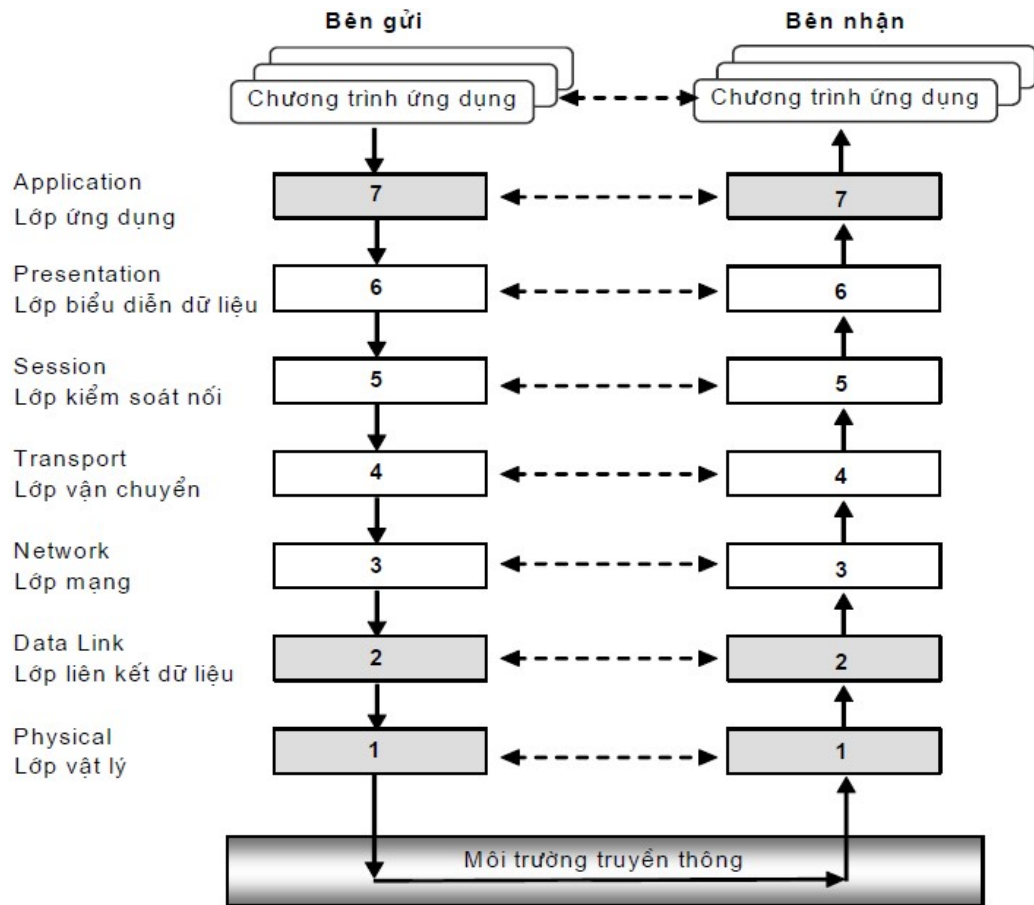 Bên gửi
Bên nhận
Chương trình ứng dụng
Chương trình ứng dụng
Application
Lớp ứng dụng
7
7
Presentation
Lớp biểu diễn dữ liệu
6
6
Session
Lớp kiểm soát nối
5
5
Transport
Lớp vận chuyển
4
4
Network
Lớp mạng
3
3
Data Link
Lớp liên kết dữ liệu
2
2
Physical
Lớp vật lý
1
1
Môi trường truyền thông